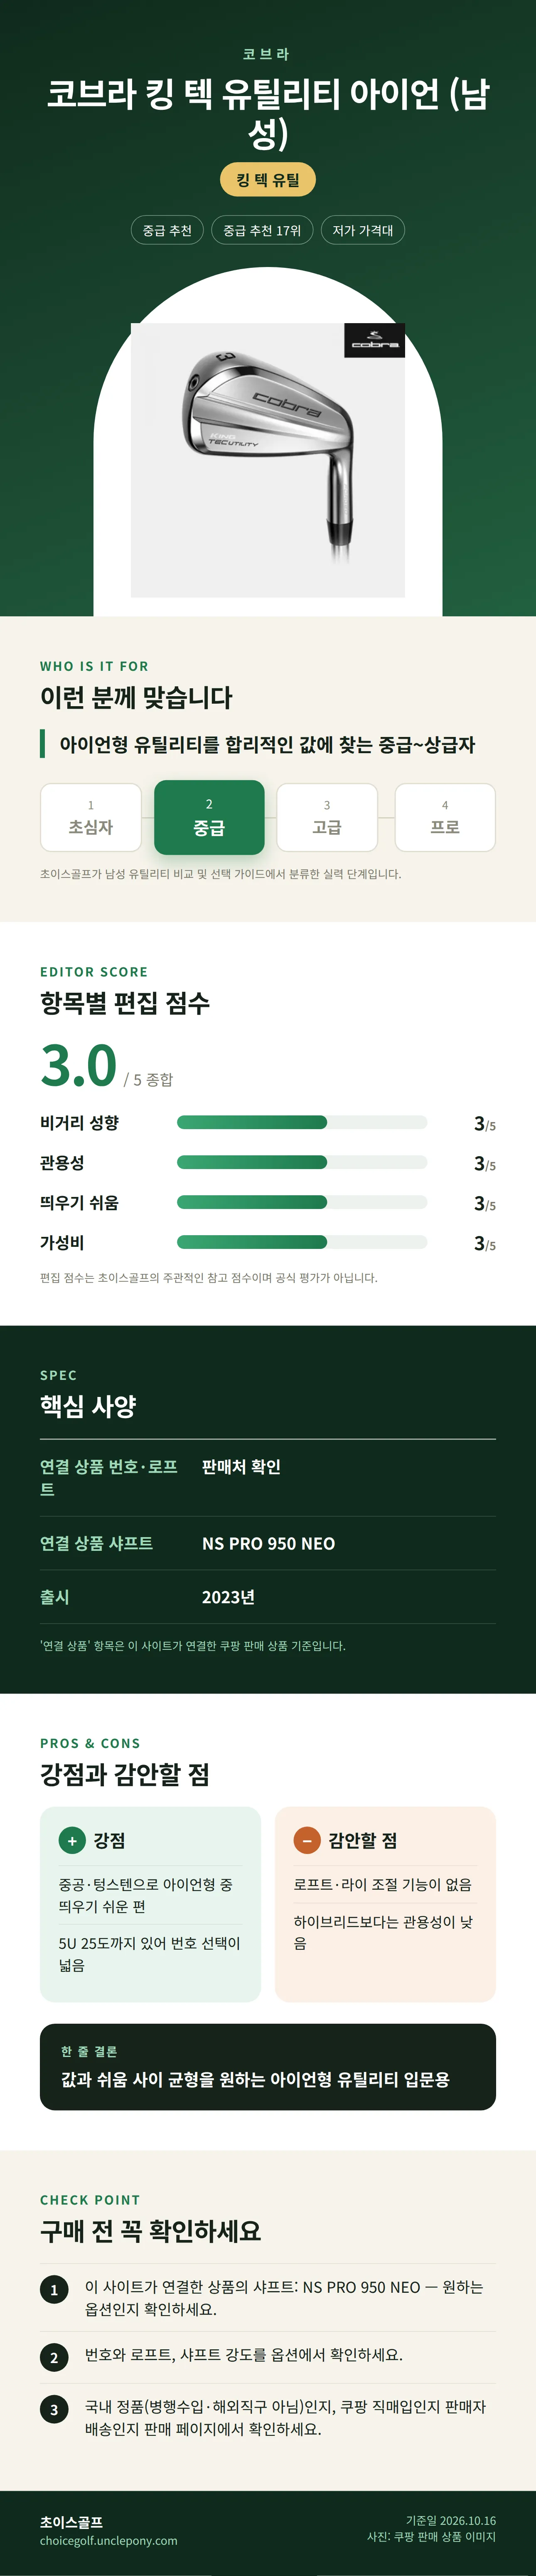 코브라
코브라 킹 텍 유틸리티 아이언 (남
성)
킹 텍 유틸
중급 추천
중급 추천 17위
저가 가격대
cobra
3
cobra
KING
TEC UTILITY
WHO IS IT FOR
이런 분께 맞습니다
아이언형 유틸리티를 합리적인 값에 찾는 중급~상급자
1
초심자
2
중급
3
고급
4
프로
초이스골프가 남성 유틸리티 비교 및 선택 가이드에서 분류한 실력 단계입니다.
EDITOR SCORE
항목별 편집 점수
3.0 / 5 종합
비거리 성향 3/5
관용성 3/5
띄우기 쉬움 3/5
가성비 3/5
편집 점수는 초이스골프의 주관적인 참고 점수이며 공식 평가가 아닙니다.
SPEC
핵심 사양
연결 상품 번호·로프
트
판매처 확인
연결 상품 샤프트 NS PRO 950 NEO
출시 2023년
'연결 상품' 항목은 이 사이트가 연결한 쿠팡 판매 상품 기준입니다.
PROS & CONS
강점과 감안할 점
+ 강점
중공·텅스텐으로 아이언형 중
띄우기 쉬운 편
5U 25도까지 있어 번호 선택이
넓음
− 감안할 점
로프트·라이 조절 기능이 없음
하이브리드보다는 관용성이 낮
음
한 줄 결론
값과 쉬움 사이 균형을 원하는 아이언형 유틸리티 입문용
CHECK POINT
구매 전 꼭 확인하세요
1 이 사이트가 연결한 상품의 샤프트: NS PRO 950 NEO — 원하는
옵션인지 확인하세요.
2 번호와 로프트, 샤프트 강도를 옵션에서 확인하세요.
3 국내 정품(병행수입·해외직구 아님)인지, 쿠팡 직매입인지 판매자
배송인지 판매 페이지에서 확인하세요.
초이스골프
choicegolf.unclepony.com
기준일 2026.10.16
사진: 쿠팡 판매 상품 이미지